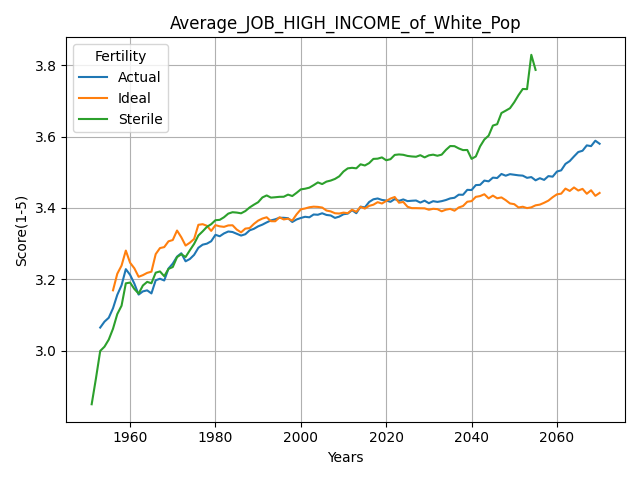 Average_JOB_HIGH_INCOME_of_White_Pop
Fertility
Actual
Ideal
Sterile
3.8
3.6
3.4
3.2
3.0
Score(1-5)
1960 1980 2000 2020 2040 2060
Years